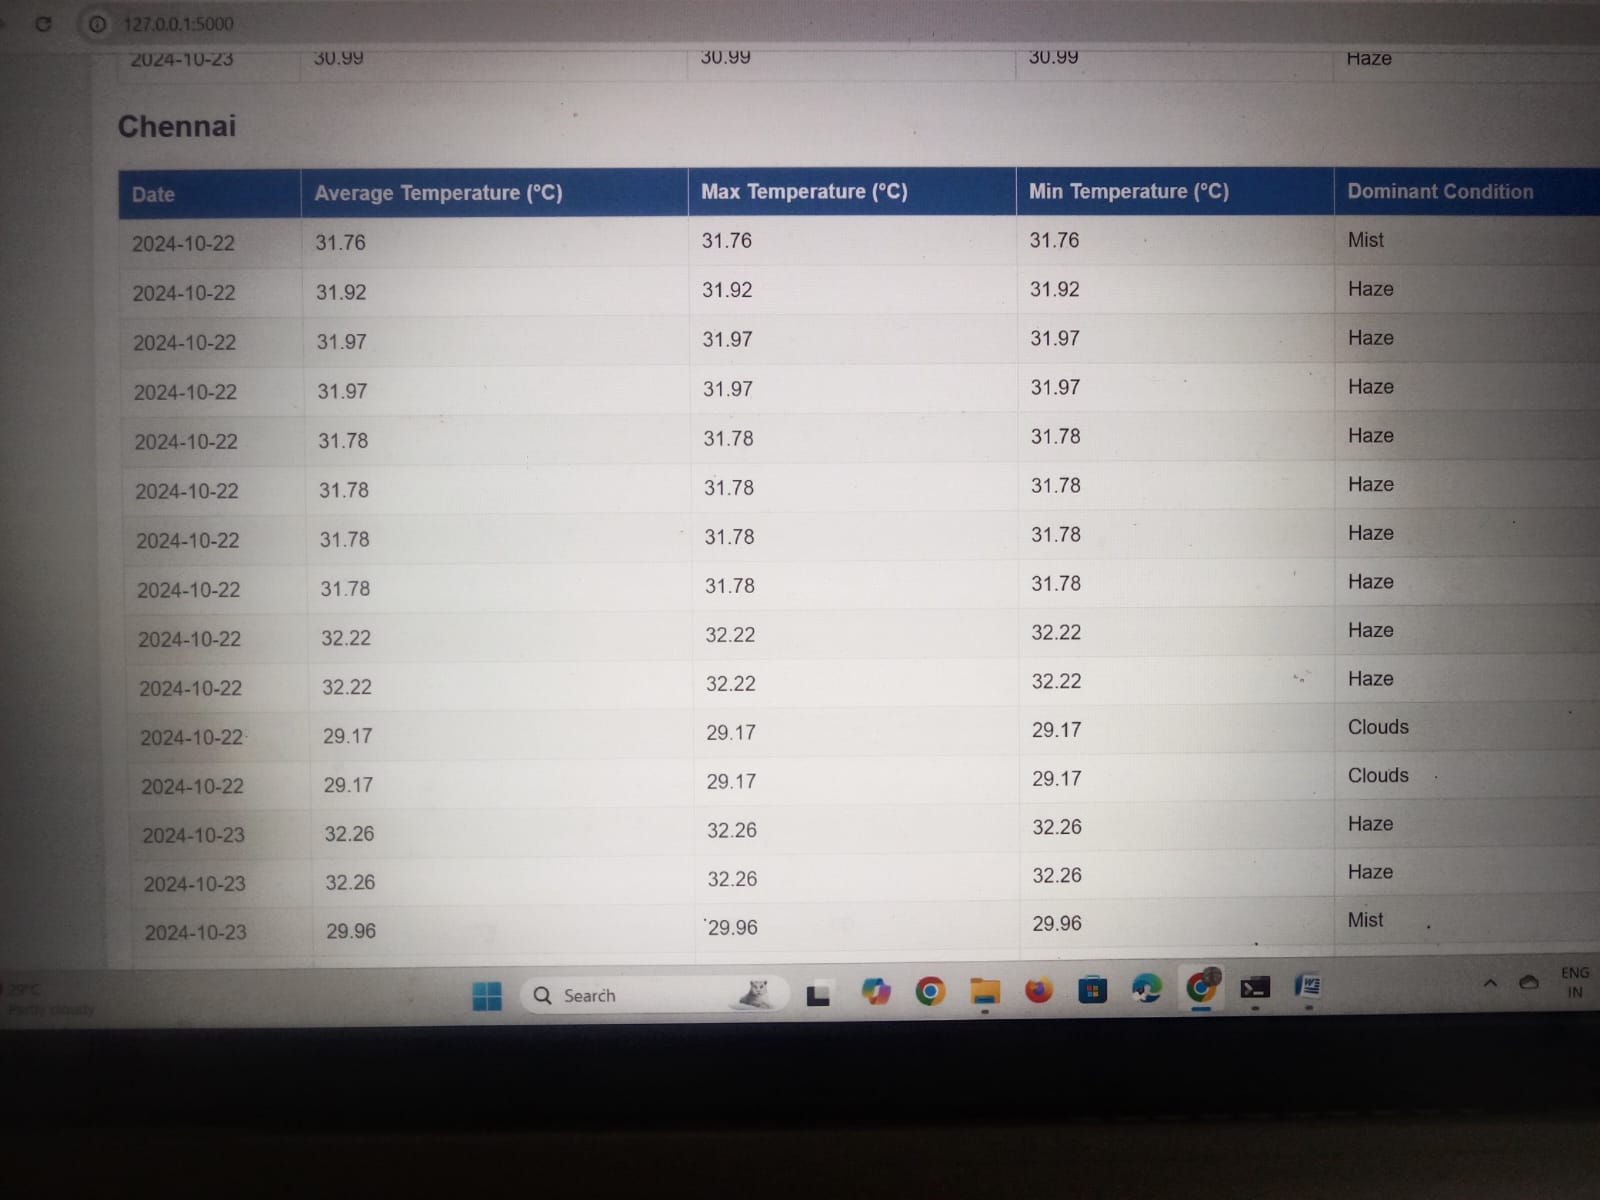 127.0.0.1:5000
2024-10-23 30.99 30.99 30.99 Haze
Chennai
Date Average Temperature (°C) Max Temperature (°C) Min Temperature (°C) Dominant Condition
2024-10-22 31.76 31.76 31.76 Mist
2024-10-22 31.92 31.92 31.92 Haze
2024-10-22 31.97 31.97 31.97 Haze
2024-10-22 31.97 31.97 31.97 Haze
2024-10-22 31.78 31.78 31.78 Haze
2024-10-22 31.78 31.78 31.78 Haze
2024-10-22 31.78 31.78 31.78 Haze
2024-10-22 31.78 31.78 31.78 Haze
2024-10-22 32.22 32.22 32.22 Haze
2024-10-22 32.22 32.22 32.22 Haze
2024-10-22 29.17 29.17 29.17 Clouds
2024-10-22 29.17 29.17 29.17 Clouds
2024-10-23 32.26 32.26 32.26 Haze
2024-10-23 32.26 32.26 32.26 Haze
2024-10-23 29.96 29.96 29.96 Mist
29°C
Partly cloudy
Search
ENG
IN